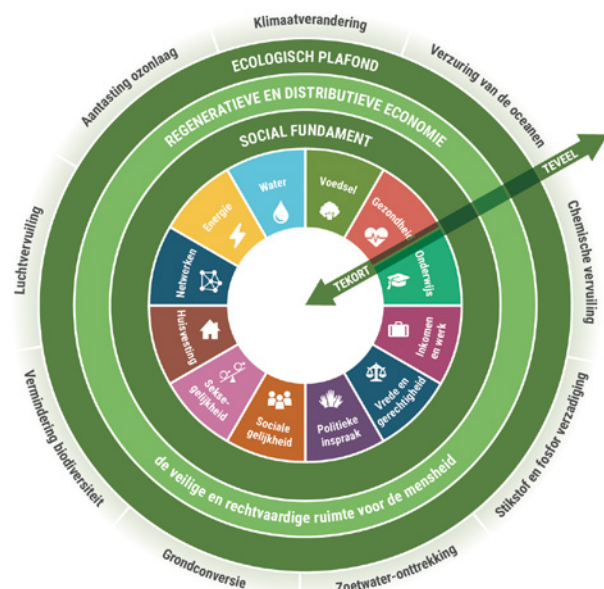 Klimaatverandering
Verzuring van de oceanen
Chemische vervuiling
Stikstof en fosfor verzadiging
Zoetwater-onttrekking
Grondconversie
Vermindering biodiversiteit
Luchtvervuiling
Aantasting ozonlaag
ECOLOGISCH PLAFOND
REGENERATIEVE EN DISTRIBUTIEVE ECONOMIE
SOCIAL FUNDAMENT
Water
Voedsel
Gezondheid
Onderwijs
Inkomen
en werk
Vrede en
gerechtigheid
Politieke
inspraak
Sociale
gelijkheid
Sekse-
gelijkheid
Huisvesting
Netwerken
Energie
TEKORT
TEVEEL
de veilige en rechtvaardige ruimte voor de mensheid